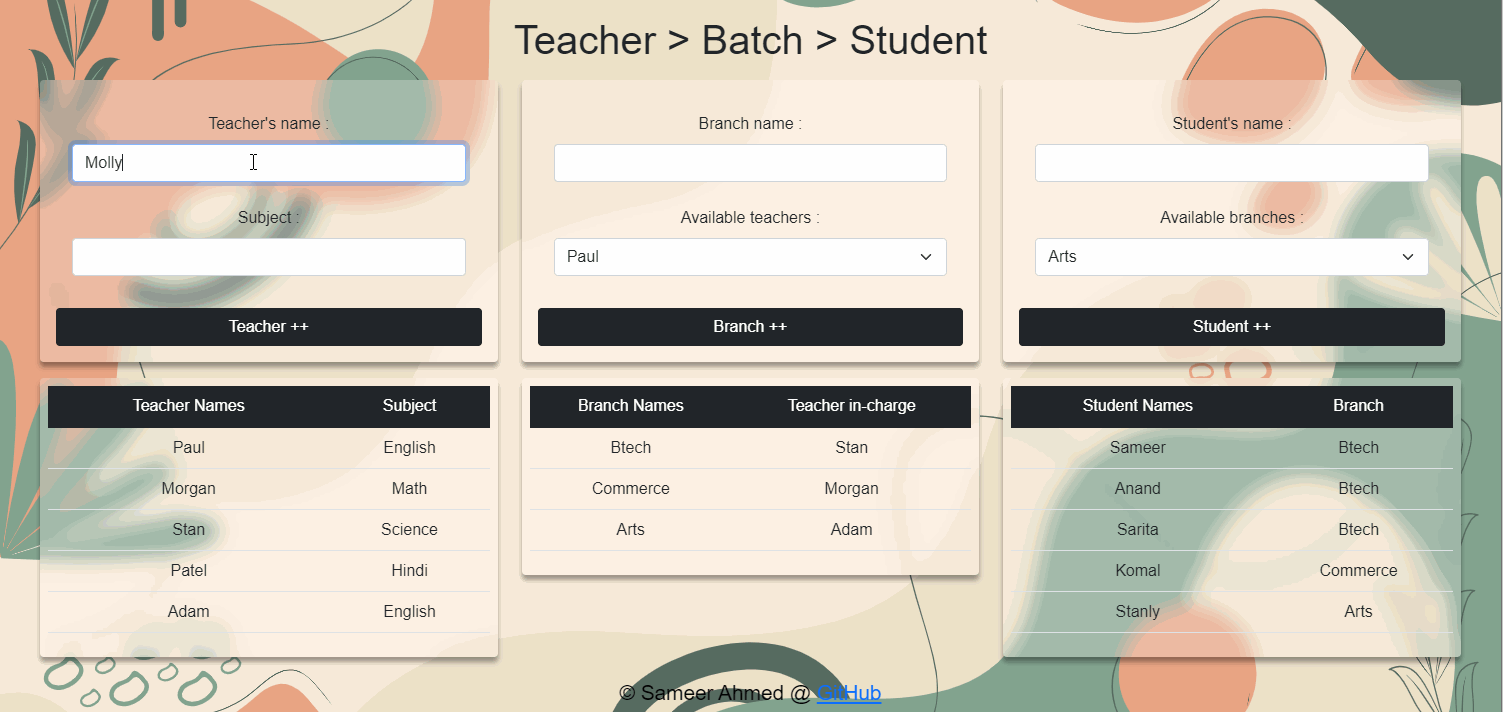 Teacher > Batch > Student
Teacher's name :
Molly
Subject :
Teacher ++
Branch name :
Available teachers :
Paul
Branch ++
Student's name :
Available branches :
Arts
Student ++
Teacher Names Subject
Paul English
Morgan Math
Stan Science
Patel Hindi
Adam English
Branch Names Teacher in-charge
Btech Stan
Commerce Morgan
Arts Adam
Student Names Branch
Sameer Btech
Anand Btech
Sarita Btech
Komal Commerce
Stanly Arts
© Sameer Ahmed @ GitHub